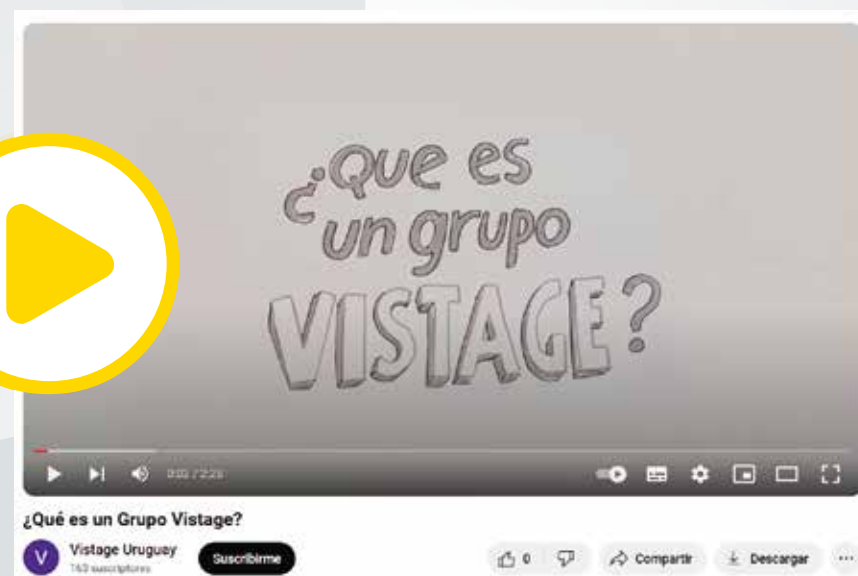 ¿Que es
un grupo
VISTAGE?
¿Qué es un Grupo Vistage?
V
Vistage Uruguay
Suscribirme
0
Compartir
Descargar